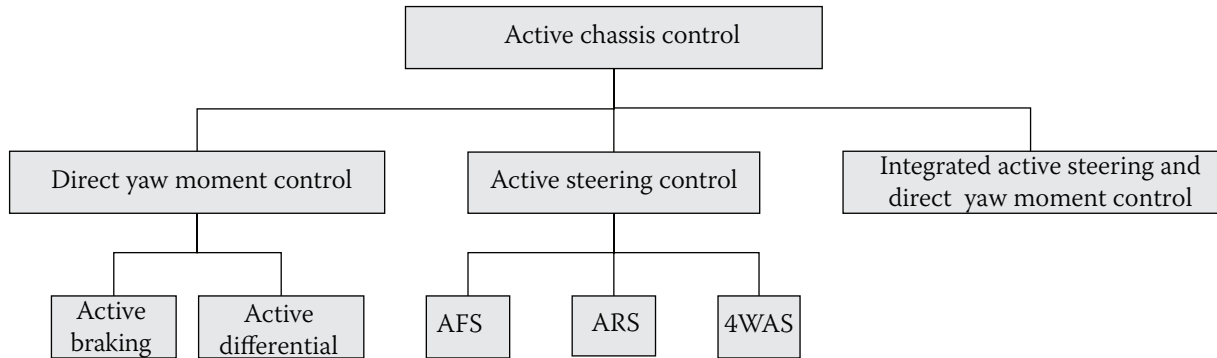 Active chassis control
Direct yaw moment control
Active steering control
Integrated active steering and
direct yaw moment control
Active
braking
Active
differential
AFS
ARS
4WAS